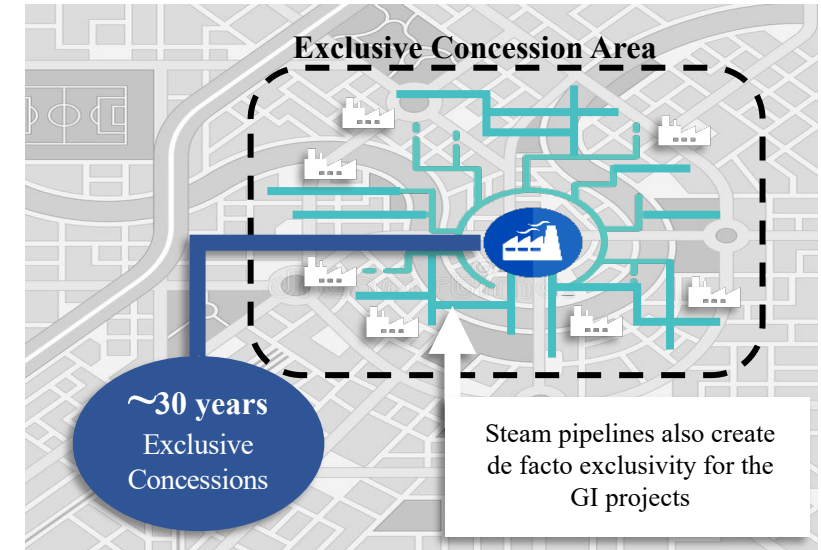 Exclusive Concession Area
~30 years
Exclusive
Concessions
Steam pipelines also create
de facto exclusivity for the
GI projects